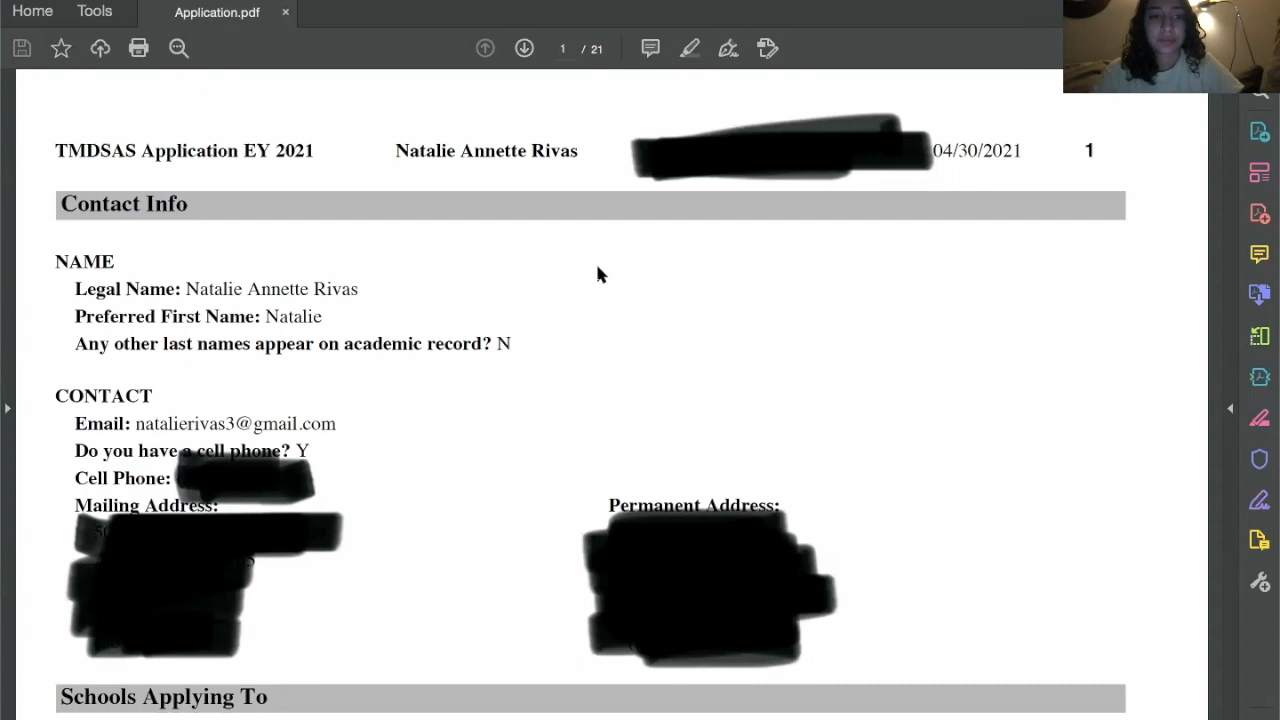 Home Tools Application.pdf ×
1 / 21
TMDSAS Application EY 2021 Natalie Annette Rivas 04/30/2021 1
Contact Info
NAME
Legal Name: Natalie Annette Rivas
Preferred First Name: Natalie
Any other last names appear on academic record? N
CONTACT
Email: natalierivas3@gmail.com
Do you have a cell phone? Y
Cell Phone:
Mailing Address: Permanent Address:
Schools Applying To